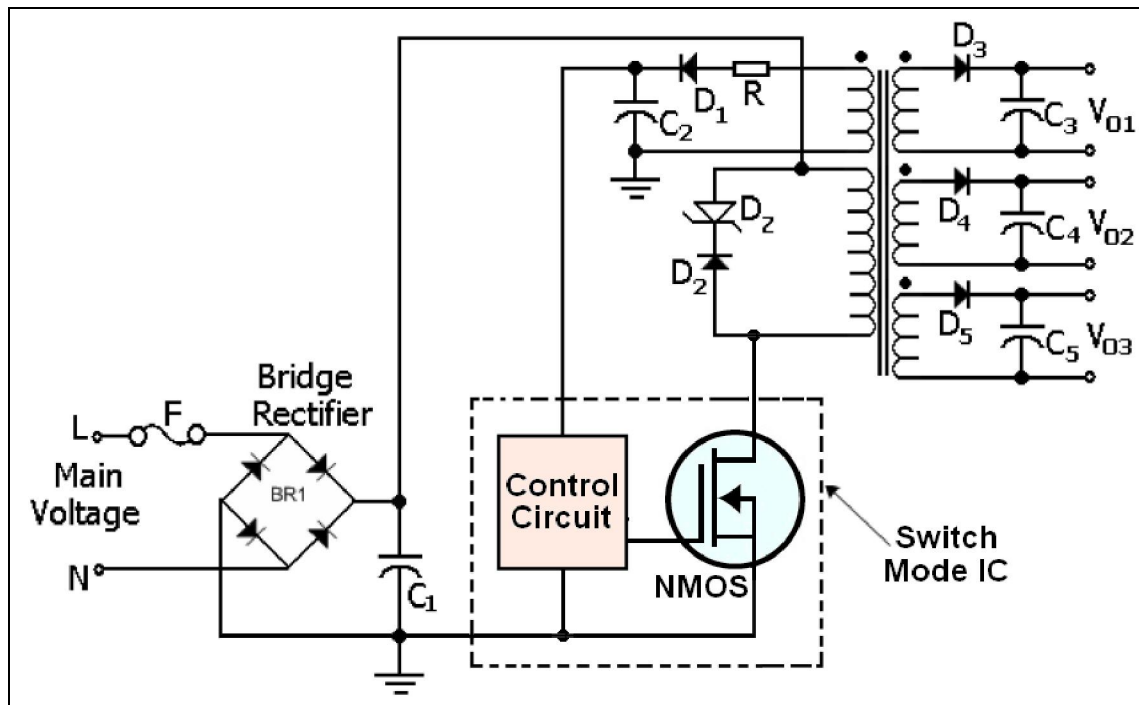 D3
D1
R
C2
C3
VO1
D2
D4
C4
VO2
D2
D5
C5
VO3
Bridge
Rectifier
L
F
Main
Voltage
BR1
N
C1
Control
Circuit
NMOS
Switch
Mode IC